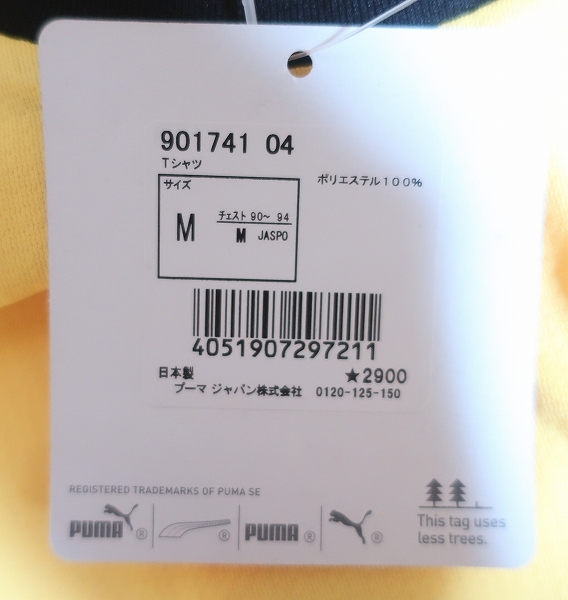 901741 04
Tシャツ
サイズ
ポリエステル100%
M
チェスト 90~ 94
M JASPO
4051907297211
日本製
★2900
プーマ ジャパン株式会社 0120-125-150
REGISTERED TRADEMARKS OF PUMA SE
PUMA ® ® PUMA ® ®
This tag uses
less trees.